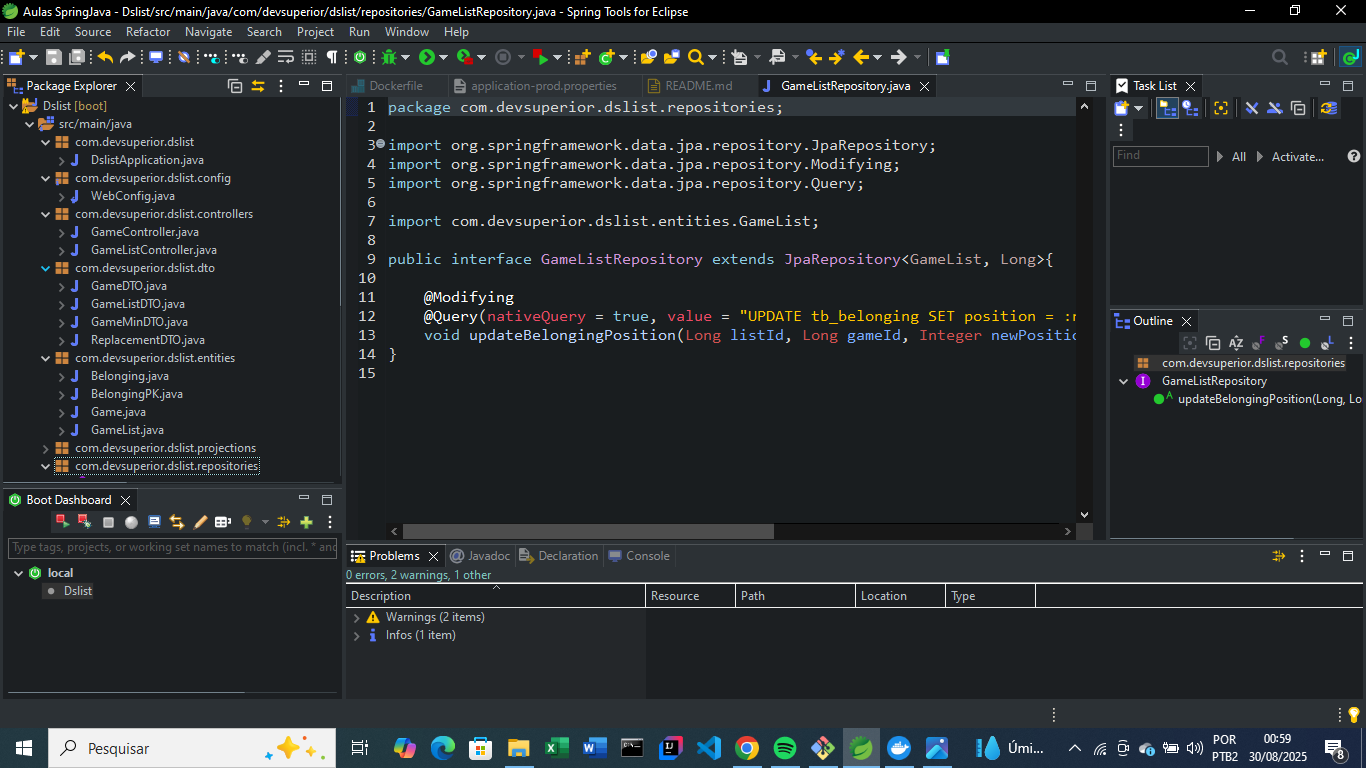 Aulas SpringJava - Dslist/src/main/java/com/devsuperior/dslist/repositories/GameListRepository.java - Spring Tools for Eclipse
File Edit Source Refactor Navigate Search Project Run Window Help
Package Explorer
Dslist [boot]
src/main/java
com.devsuperior.dslist
DslistApplication.java
com.devsuperior.dslist.config
WebConfig.java
com.devsuperior.dslist.controllers
GameController.java
GameListController.java
com.devsuperior.dslist.dto
GameDTO.java
GameListDTO.java
GameMinDTO.java
ReplacementDTO.java
com.devsuperior.dslist.entities
Belonging.java
BelongingPK.java
Game.java
GameList.java
com.devsuperior.dslist.projections
com.devsuperior.dslist.repositories
Boot Dashboard
Type tags, projects, or working set names to match (incl. * and
local
Dslist
Dockerfile application-prod.properties README.md GameListRepository.java
1 package com.devsuperior.dslist.repositories;
2
3 import org.springframework.data.jpa.repository.JpaRepository;
4 import org.springframework.data.jpa.repository.Modifying;
5 import org.springframework.data.jpa.repository.Query;
6
7 import com.devsuperior.dslist.entities.GameList;
8
9 public interface GameListRepository extends JpaRepository<GameList, Long>{
10
11 @Modifying
12 @Query(nativeQuery = true, value = "UPDATE tb_belonging SET position = :n
13 void updateBelongingPosition(Long listId, Long gameId, Integer newPositio
14 }
15
Problems Javadoc Declaration Console
0 errors, 2 warnings, 1 other
Description Resource Path Location Type
Warnings (2 items)
Infos (1 item)
Task List
Find All Activate...
Outline
com.devsuperior.dslist.repositories
GameListRepository
updateBelongingPosition(Long, Lo
Pesquisar
Úmi...
POR
PTB2
00:59
30/08/2025
8